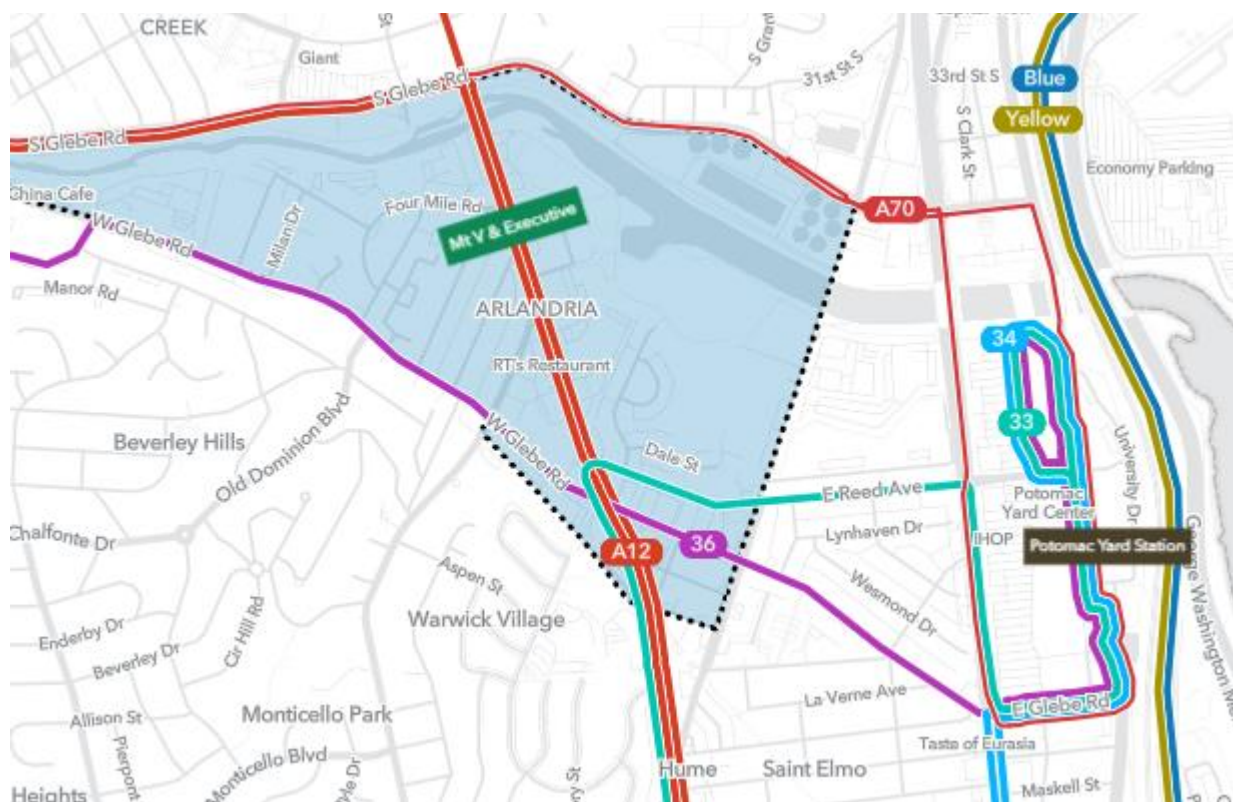 CREEK
Giant
S Glebe Rd
S Glebe Rd
31st St S
33rd St S
Blue
Yellow
S Clark St
Economy Parking
China Cafe
W Glebe Rd
Milan Dr
Four Mile Rd
Mt V & Executive
A70
Manor Rd
ARLANDRIA
34
RT's Restaurant
33
Beverley Hills
Old Dominion Blvd
W Glebe Rd
Dale St
E Reed Ave
University Dr
Potomac
Yard Center
Chalfonte Dr
Lynhaven Dr
IHOP
Potomac Yard Station
A12
36
Aspen St
Wesmond Dr
Warwick Village
Enderby Dr
Cir Hill Rd
Beverley Dr
La Verne Ave
E Glebe Rd
Allison St
Monticello Park
Taste of Eurasia
Monticello Blvd
Hume
Saint Elmo
Maskell St
Heights
Pierpont
George Washington